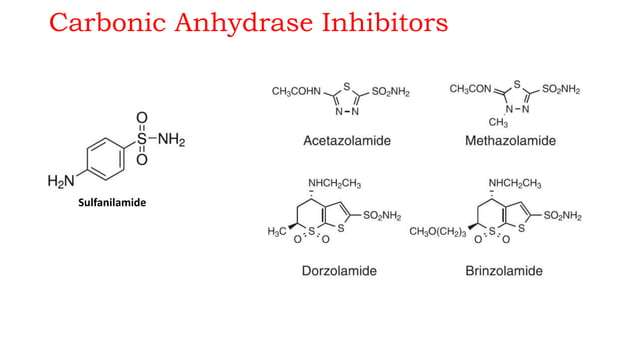 Carbonic Anhydrase Inhibitors
O
S–NH₂
O
H₂N
Sulfanilamide
CH₃COHN S SO₂NH₂
N–N
Acetazolamide
CH₃CON S SO₂NH₂
N–N
CH₃
Methazolamide
NHCH₂CH₃
SO₂NH₂
H₃C S S
O O
Dorzolamide
NHCH₂CH₃
SO₂NH₂
CH₃O(CH₂)₃ S S
O O
Brinzolamide